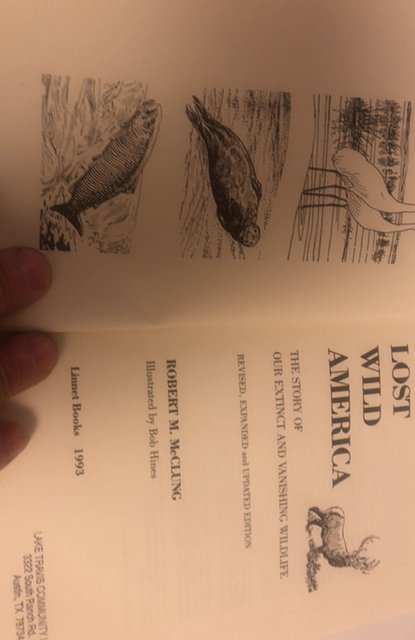 LOST
WILD
AMERICA
THE STORY OF
OUR EXTINCT AND VANISHING WILDLIFE
REVISED, EXPANDED and UPDATED EDITION
ROBERT M. McCLUNG
Illustrated by Bob Hines
Linnet Books 1993
LAKE TRAVIS COMMUNITY
3322 South Ranch Rd.
Austin, TX 78734